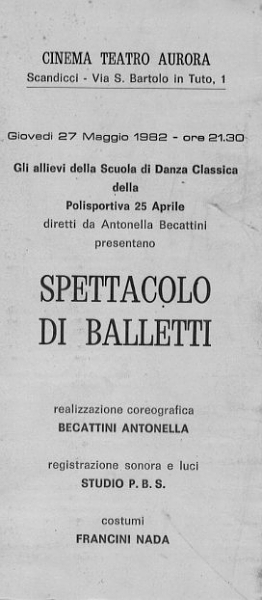 CINEMA TEATRO AURORA
Scandicci - Via S. Bartolo in Tuto, 1
Giovedì 27 Maggio 1982 - ore 21.30
Gli allievi della Scuola di Danza Classica
della
Polisportiva 25 Aprile
diretti da Antonella Becattini
presentano
SPETTACOLO
DI BALLETTI
realizzazione coreografica
BECATTINI ANTONELLA
registrazione sonora e luci
STUDIO P. B. S.
costumi
FRANCINI NADA